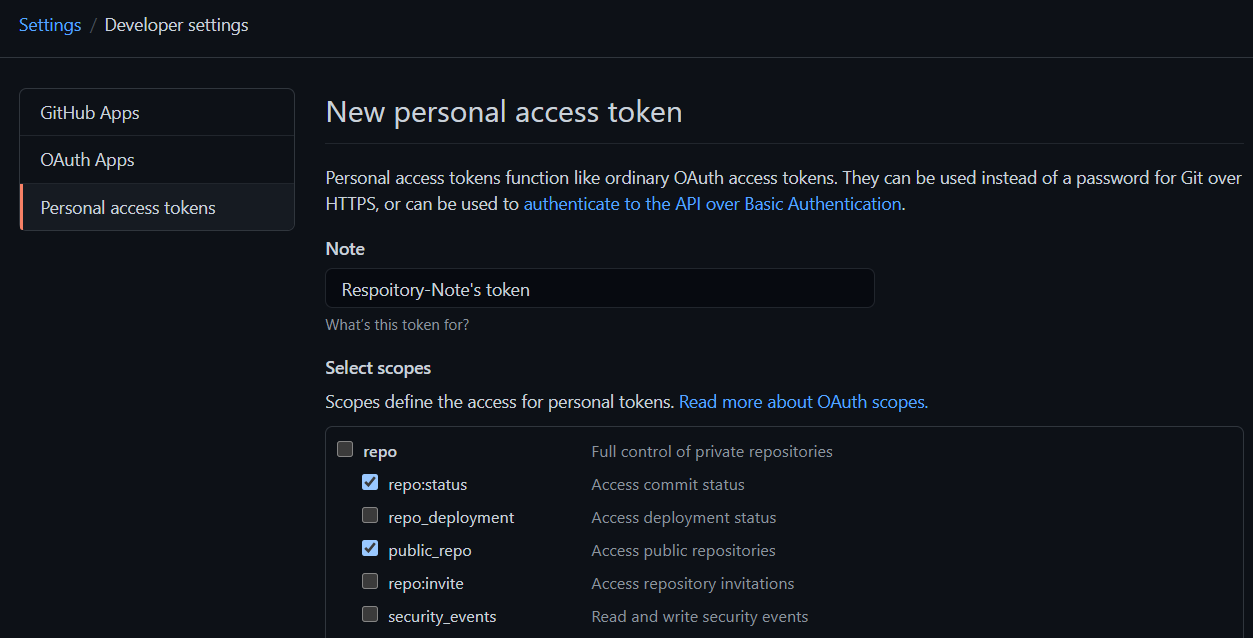 Settings / Developer settings
GitHub Apps
OAuth Apps
Personal access tokens
New personal access token
Personal access tokens function like ordinary OAuth access tokens. They can be used instead of a password for Git over
HTTPS, or can be used to authenticate to the API over Basic Authentication.
Note
Respoitory-Note's token
What's this token for?
Select scopes
Scopes define the access for personal tokens. Read more about OAuth scopes.
repo Full control of private repositories
repo:status Access commit status
repo_deployment Access deployment status
public_repo Access public repositories
repo:invite Access repository invitations
security_events Read and write security events